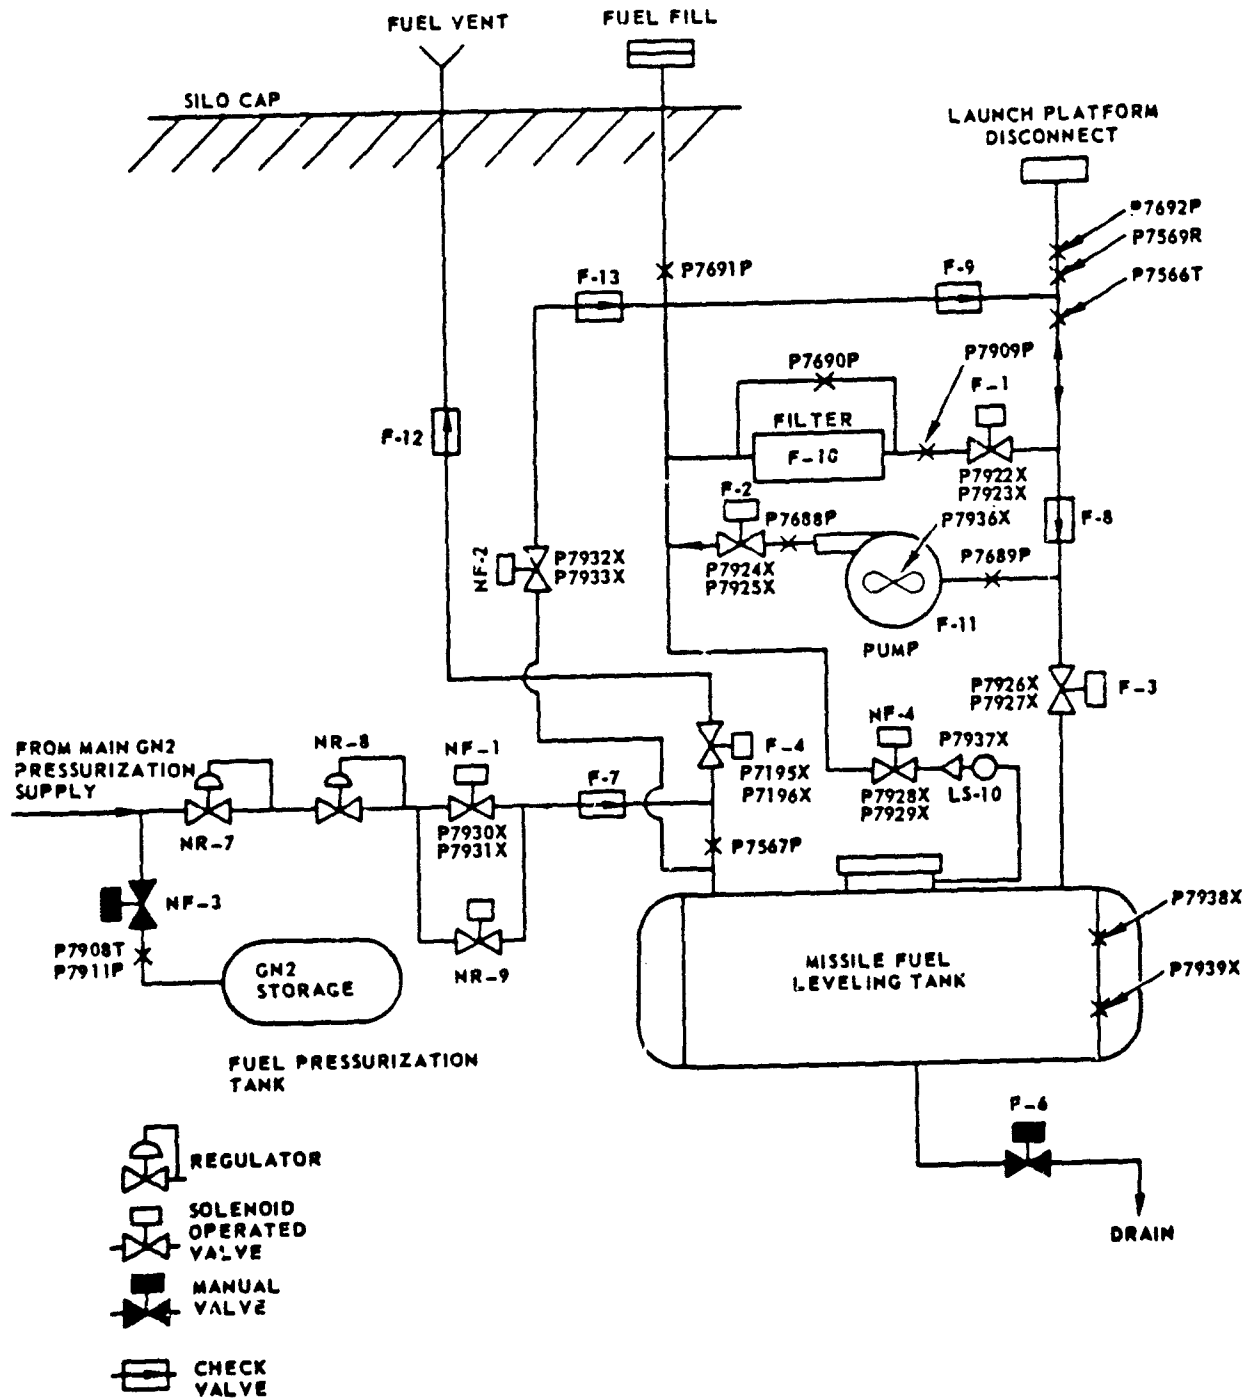 FUEL VENT
FUEL FILL
SILO CAP
LAUNCH PLATFORM
DISCONNECT
P7692P
P7569R
P7566T
P7691P
F-13
F-9
P7690P
P7909P
F-1
FILTER
F-10
F-12
P7922X
P7923X
F-2
P7688P
P7936X
F-8
NF-2
P7932X
P7933X
P7924X
P7925X
P7689P
F-11
PUMP
P7926X
P7927X
F-3
NF-4
P7937X
FROM MAIN GN2
PRESSURIZATION
SUPPLY
NR-8
NF-1
F-4
P7195X
P7196X
P7928X
P7929X
LS-10
F-7
NR-7
P7930X
P7931X
P7567P
NF-3
P7938X
P7908T
P7911P
GN2
STORAGE
NR-9
MISSILE FUEL
LEVELING TANK
P7939X
FUEL PRESSURIZATION
TANK
F-6
REGULATOR
SOLENOID
OPERATED
VALVE
DRAIN
MANUAL
VALVE
CHECK
VALVE